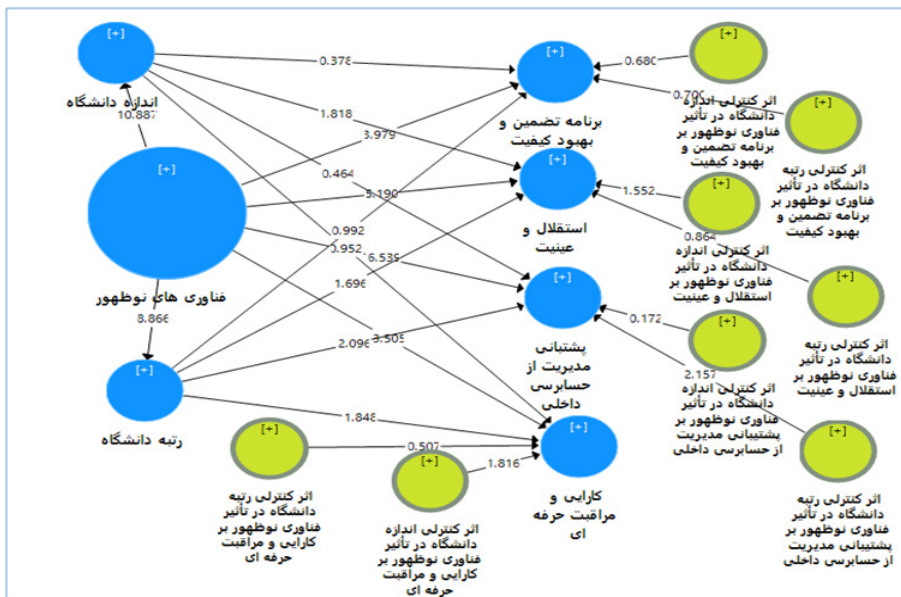 [+]
اندازه دانشگاه
10.887
[+]
فناوری های نوظهور
8.866
[+]
رتبه دانشگاه
0.378
1.818
3.979
0.464
5.190
0.992
0.952
6.539
1.696
3.505
2.096
1.848
0.507
1.816
[+]
برنامه تضمین و
بهبود کیفیت
[+]
استقلال و
عینیت
[+]
پشتیبانی
مدیریت از
حسابرسی
داخلی
[+]
کارایی و
مراقبت حرفه
ای
0.680
0.700
1.552
0.864
0.172
2.157
[+]
اثر کنترلی اندازه
دانشگاه در تأثیر
فناوری نوظهور بر
برنامه تضمین و
بهبود کیفیت
[+]
اثر کنترلی رتبه
دانشگاه در تأثیر
فناوری نوظهور بر
برنامه تضمین و
بهبود کیفیت
[+]
اثر کنترلی اندازه
دانشگاه در تأثیر
فناوری نوظهور بر
استقلال و عینیت
[+]
اثر کنترلی رتبه
دانشگاه در تأثیر
فناوری نوظهور بر
استقلال و عینیت
[+]
اثر کنترلی اندازه
دانشگاه در تأثیر
فناوری نوظهور بر
پشتیبانی مدیریت
از حسابرسی داخلی
[+]
اثر کنترلی رتبه
دانشگاه در تأثیر
فناوری نوظهور بر
پشتیبانی مدیریت
از حسابرسی داخلی
[+]
اثر کنترلی رتبه
دانشگاه در تأثیر
فناوری نوظهور بر
کارایی و مراقبت
حرفه ای
[+]
اثر کنترلی اندازه
دانشگاه در تأثیر
فناوری نوظهور بر
کارایی و مراقبت
حرفه ای